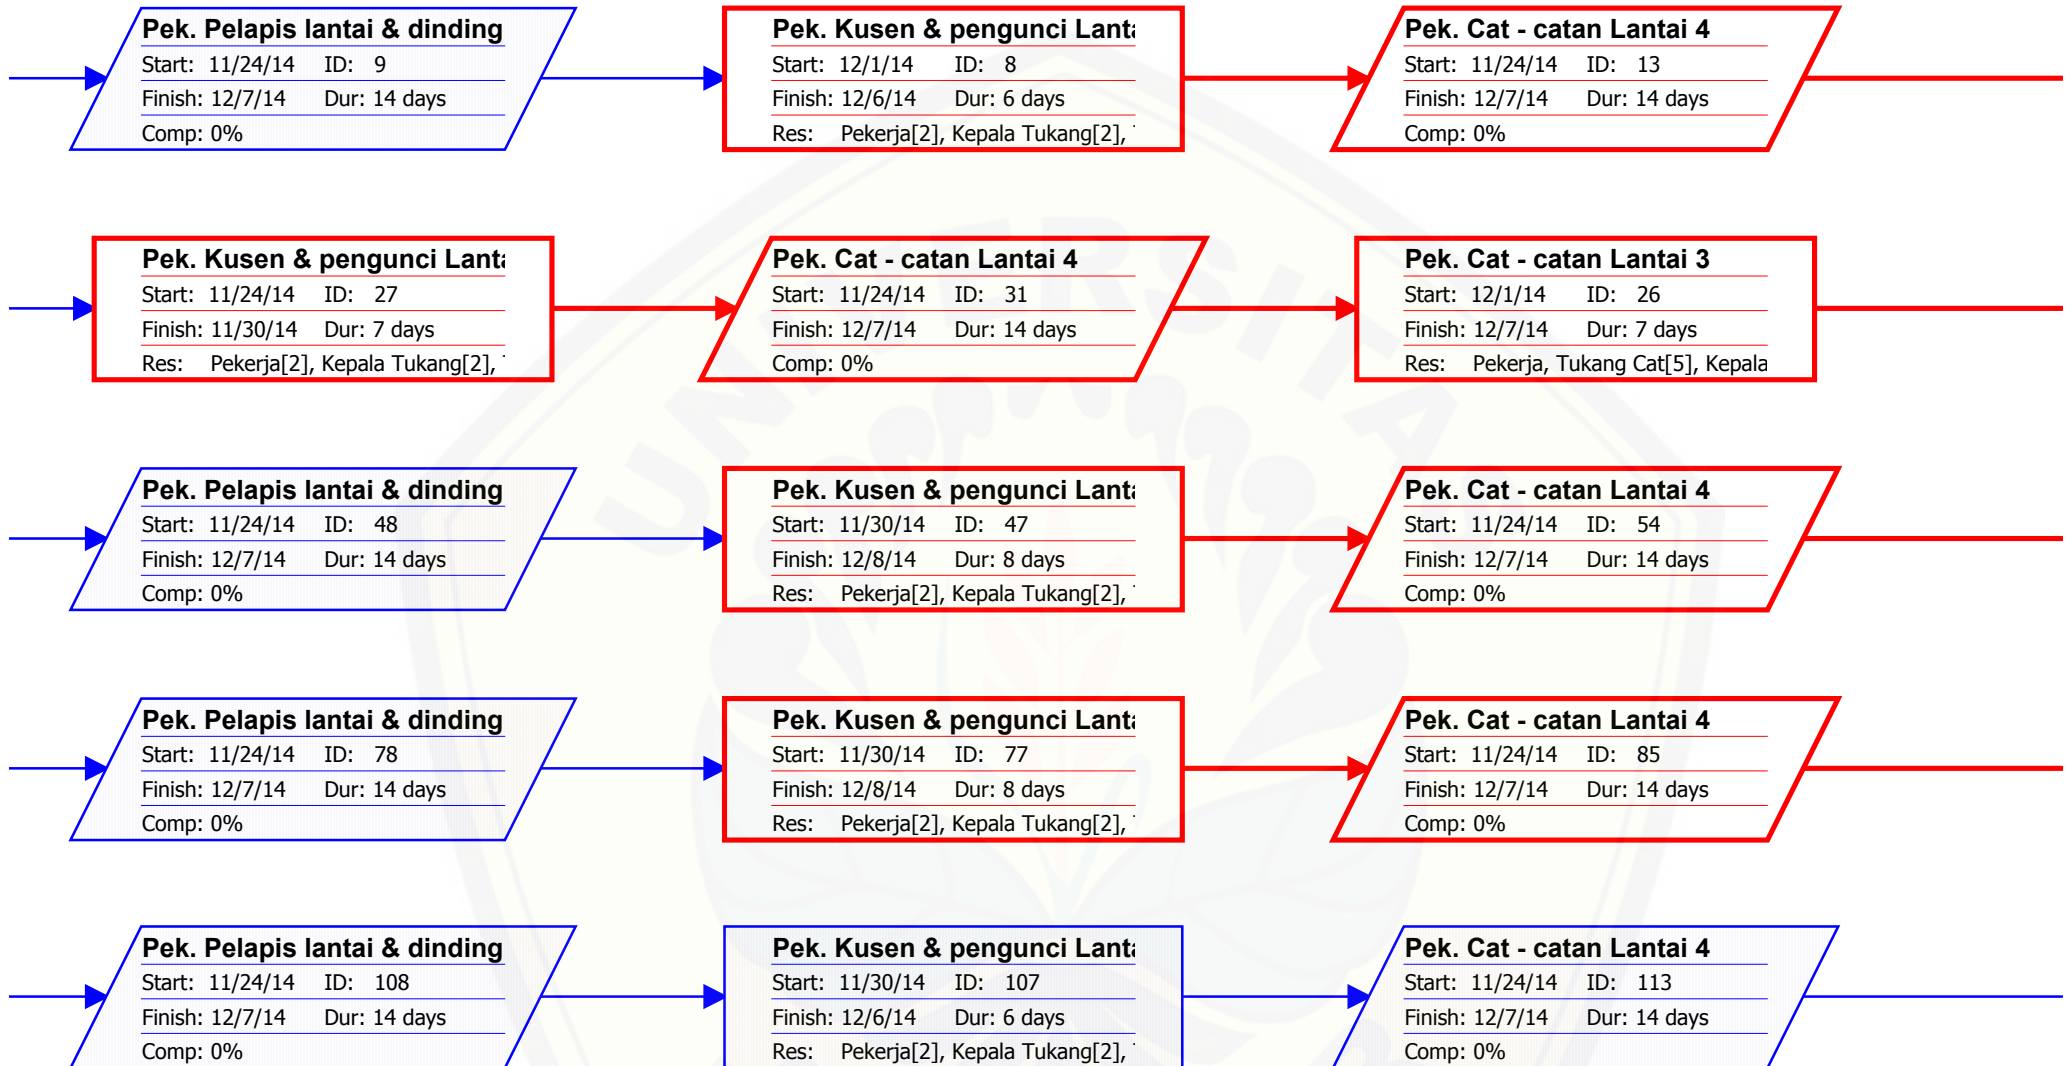 Pek. Pelapis lantai & dinding
Start: 11/24/14 ID: 9
Finish: 12/7/14 Dur: 14 days
Comp: 0%
Pek. Kusen & pengunci Lanta
Start: 12/1/14 ID: 8
Finish: 12/6/14 Dur: 6 days
Res: Pekerja[2], Kepala Tukang[2],
Pek. Cat - catan Lantai 4
Start: 11/24/14 ID: 13
Finish: 12/7/14 Dur: 14 days
Comp: 0%
Pek. Kusen & pengunci Lanta
Start: 11/24/14 ID: 27
Finish: 11/30/14 Dur: 7 days
Res: Pekerja[2], Kepala Tukang[2],
Pek. Cat - catan Lantai 4
Start: 11/24/14 ID: 31
Finish: 12/7/14 Dur: 14 days
Comp: 0%
Pek. Cat - catan Lantai 3
Start: 12/1/14 ID: 26
Finish: 12/7/14 Dur: 7 days
Res: Pekerja, Tukang Cat[5], Kepala
Pek. Pelapis lantai & dinding
Start: 11/24/14 ID: 48
Finish: 12/7/14 Dur: 14 days
Comp: 0%
Pek. Kusen & pengunci Lanta
Start: 11/30/14 ID: 47
Finish: 12/8/14 Dur: 8 days
Res: Pekerja[2], Kepala Tukang[2],
Pek. Cat - catan Lantai 4
Start: 11/24/14 ID: 54
Finish: 12/7/14 Dur: 14 days
Comp: 0%
Pek. Pelapis lantai & dinding
Start: 11/24/14 ID: 78
Finish: 12/7/14 Dur: 14 days
Comp: 0%
Pek. Kusen & pengunci Lanta
Start: 11/30/14 ID: 77
Finish: 12/8/14 Dur: 8 days
Res: Pekerja[2], Kepala Tukang[2],
Pek. Cat - catan Lantai 4
Start: 11/24/14 ID: 85
Finish: 12/7/14 Dur: 14 days
Comp: 0%
Pek. Pelapis lantai & dinding
Start: 11/24/14 ID: 108
Finish: 12/7/14 Dur: 14 days
Comp: 0%
Pek. Kusen & pengunci Lanta
Start: 11/30/14 ID: 107
Finish: 12/6/14 Dur: 6 days
Res: Pekerja[2], Kepala Tukang[2],
Pek. Cat - catan Lantai 4
Start: 11/24/14 ID: 113
Finish: 12/7/14 Dur: 14 days
Comp: 0%
UNIVERSITAS